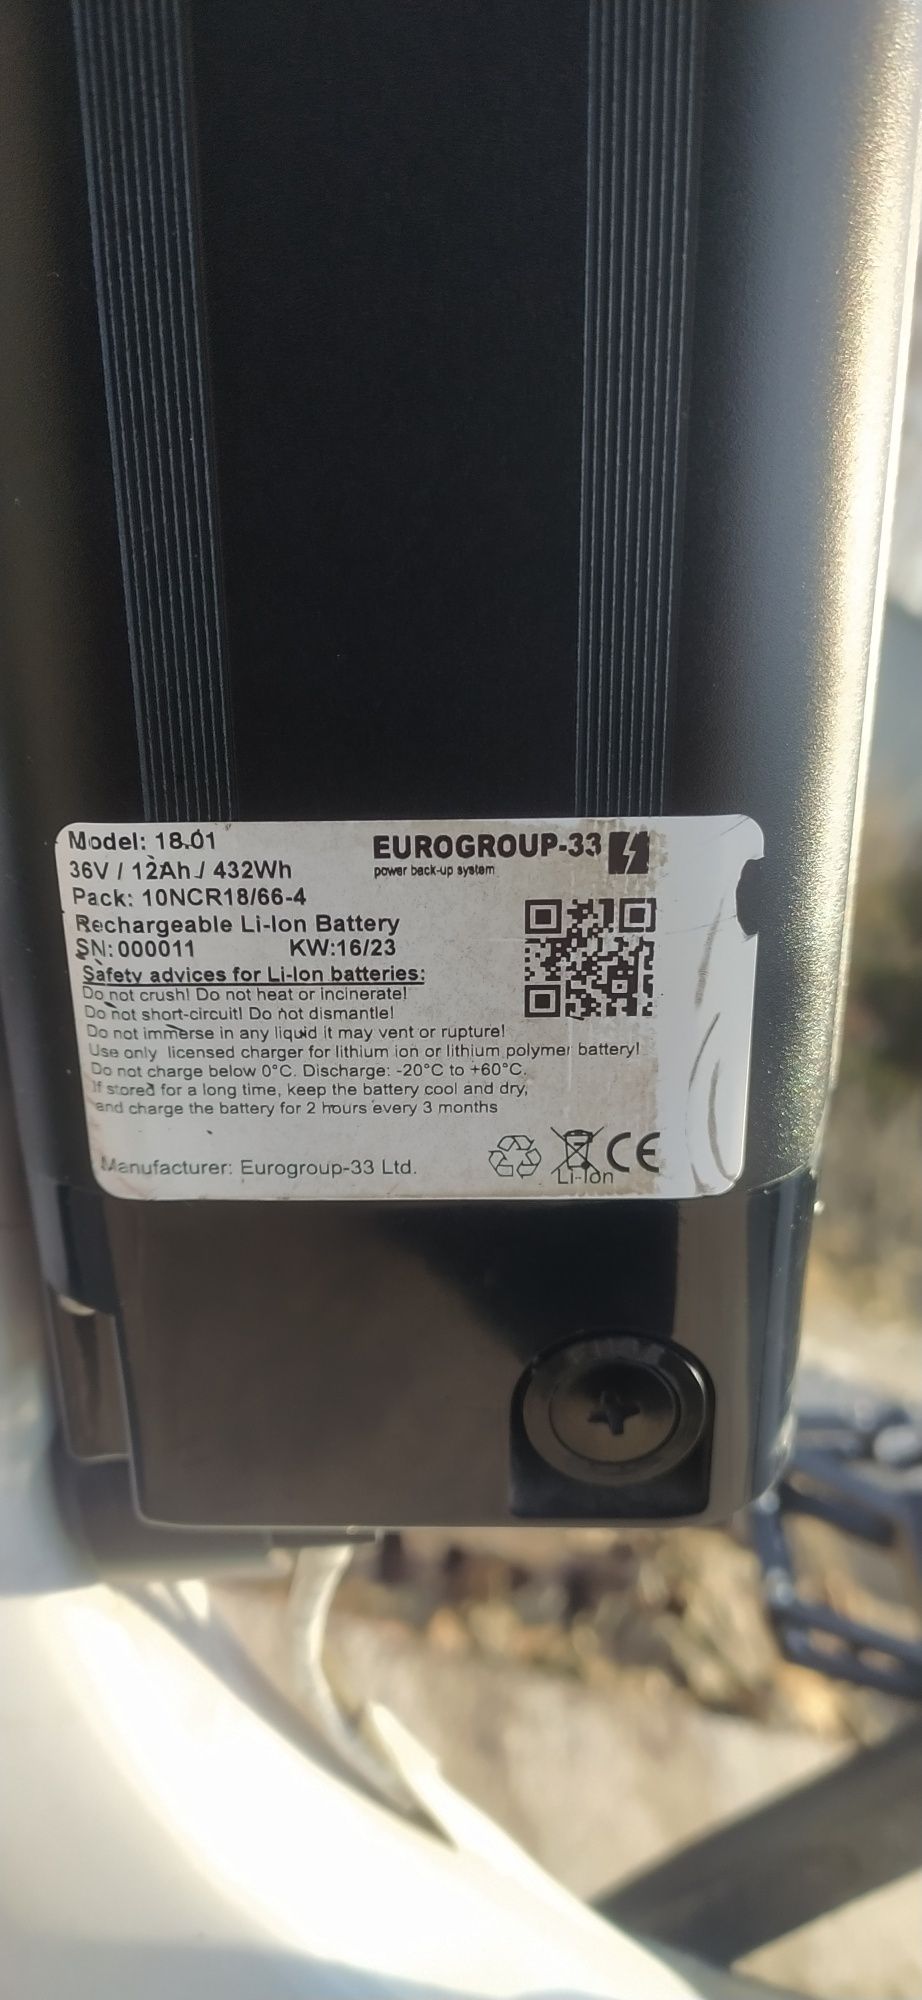 Model: 18.01
EUROGROUP-33
power back-up system
36V / 12Ah / 432Wh
Pack: 10NCR18/66-4
Rechargeable Li-Ion Battery
SN: 000011 KW:16/23
Safety advices for Li-Ion batteries:
Do not crush! Do not heat or incinerate!
Do not short-circuit! Do not dismantle!
Do not immerse in any liquid it may vent or rupture!
Use only licensed charger for lithium ion or lithium polymer battery!
Do not charge below 0°C. Discharge: -20°C to +60°C.
If stored for a long time, keep the battery cool and dry,
and charge the battery for 2 hours every 3 months
Manufacturer: Eurogroup-33 Ltd.
CE
Li-Ion